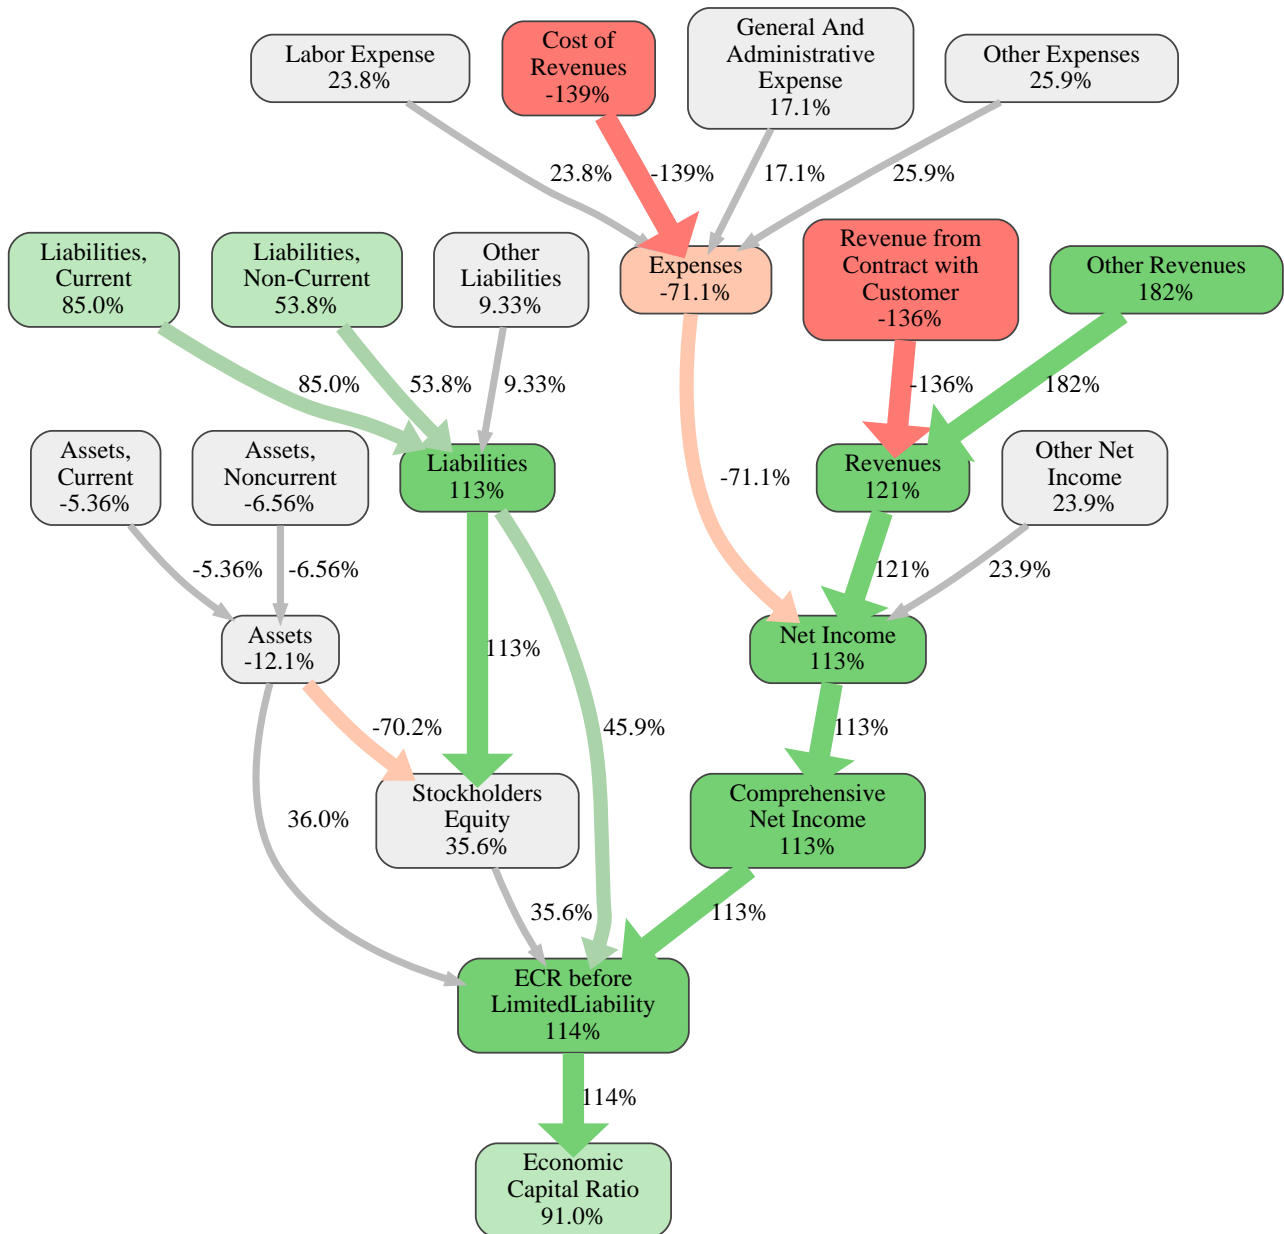 Labor Expense
23.8%
Cost of
Revenues
-139%
General And
Administrative
Expense
17.1%
Other Expenses
25.9%
23.8%
-139%
17.1%
25.9%
Liabilities,
Current
85.0%
Liabilities,
Non-Current
53.8%
Other
Liabilities
9.33%
Expenses
-71.1%
Revenue from
Contract with
Customer
-136%
Other Revenues
182%
85.0%
53.8%
9.33%
-136%
182%
Assets,
Current
-5.36%
Assets,
Noncurrent
-6.56%
Liabilities
113%
-71.1%
Revenues
121%
Other Net
Income
23.9%
-5.36%
-6.56%
121%
23.9%
Assets
-12.1%
113%
Net Income
113%
-70.2%
45.9%
113%
36.0%
Stockholders
Equity
35.6%
Comprehensive
Net Income
113%
35.6%
113%
ECR before
LimitedLiability
114%
114%
Economic
Capital Ratio
91.0%